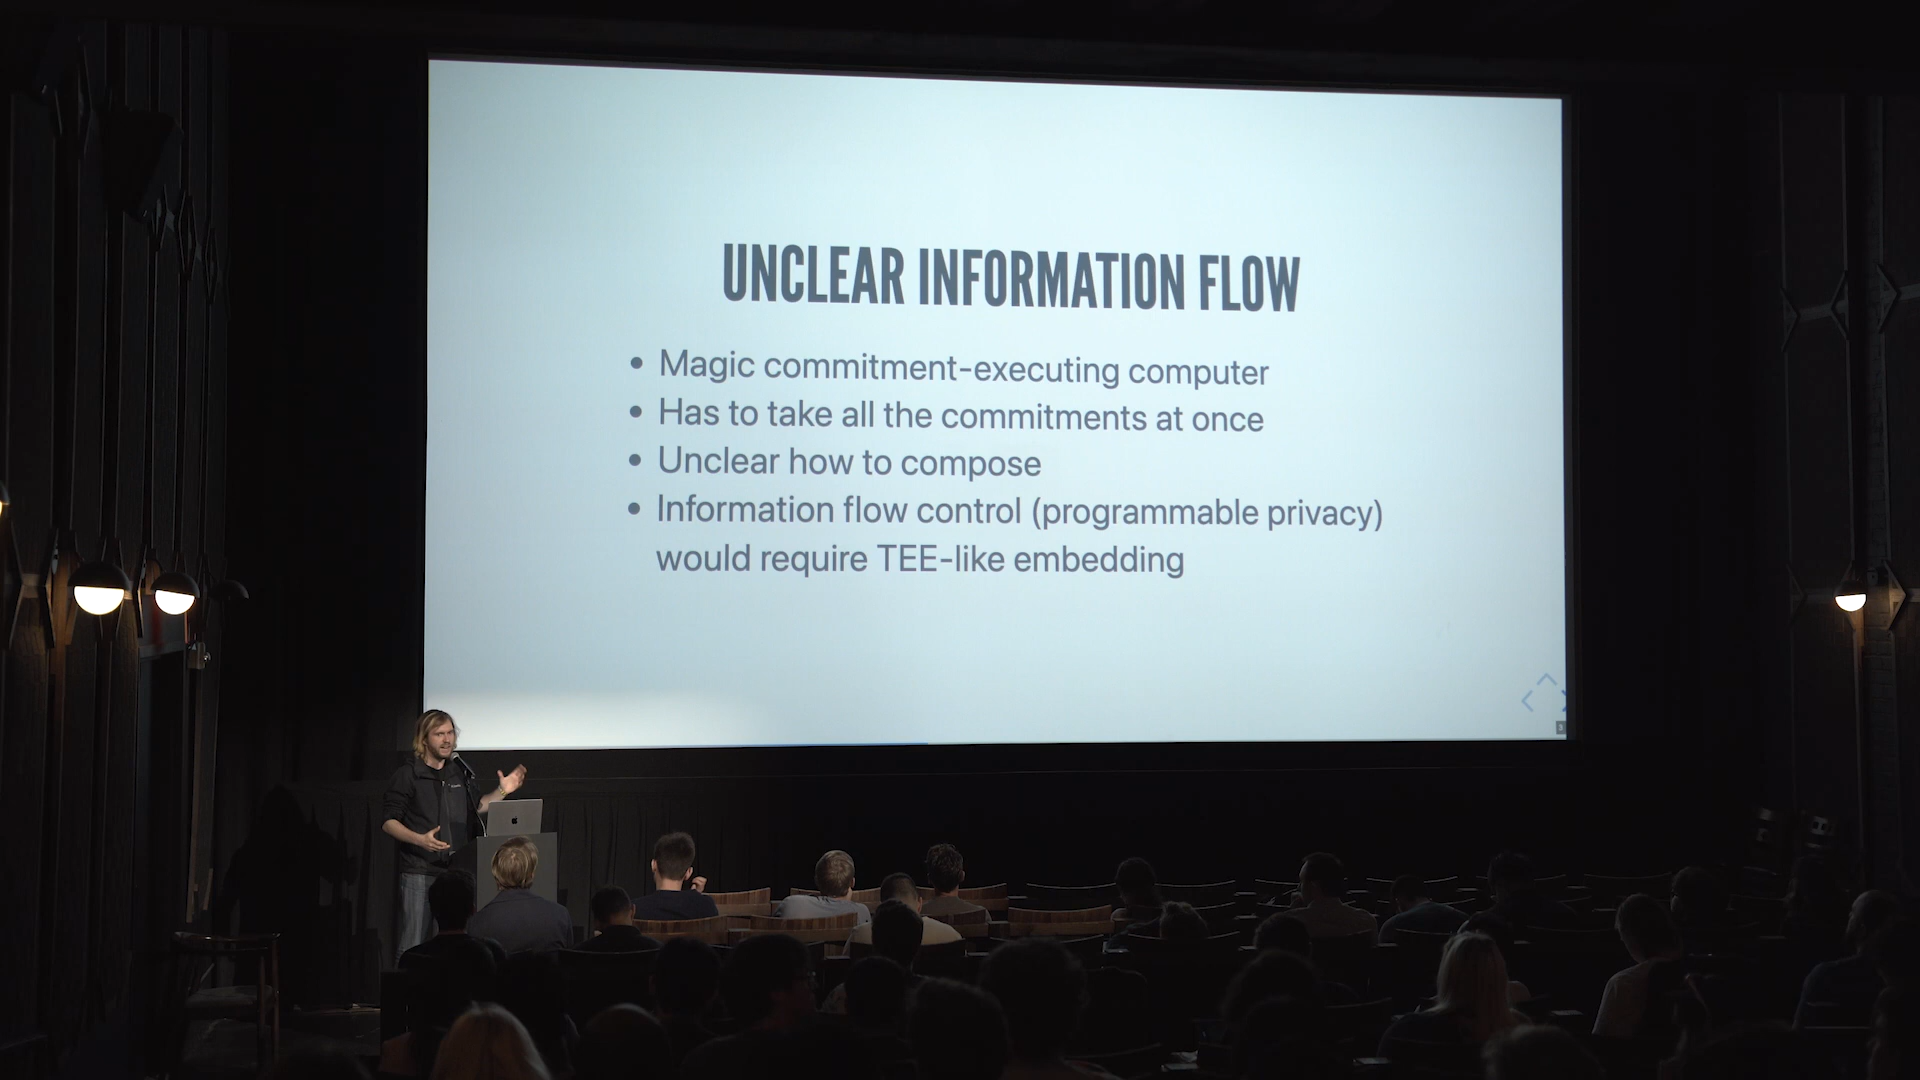 UNCLEAR INFORMATION FLOW
• Magic commitment-executing computer
• Has to take all the commitments at once
• Unclear how to compose
• Information flow control (programmable privacy)
would require TEE-like embedding